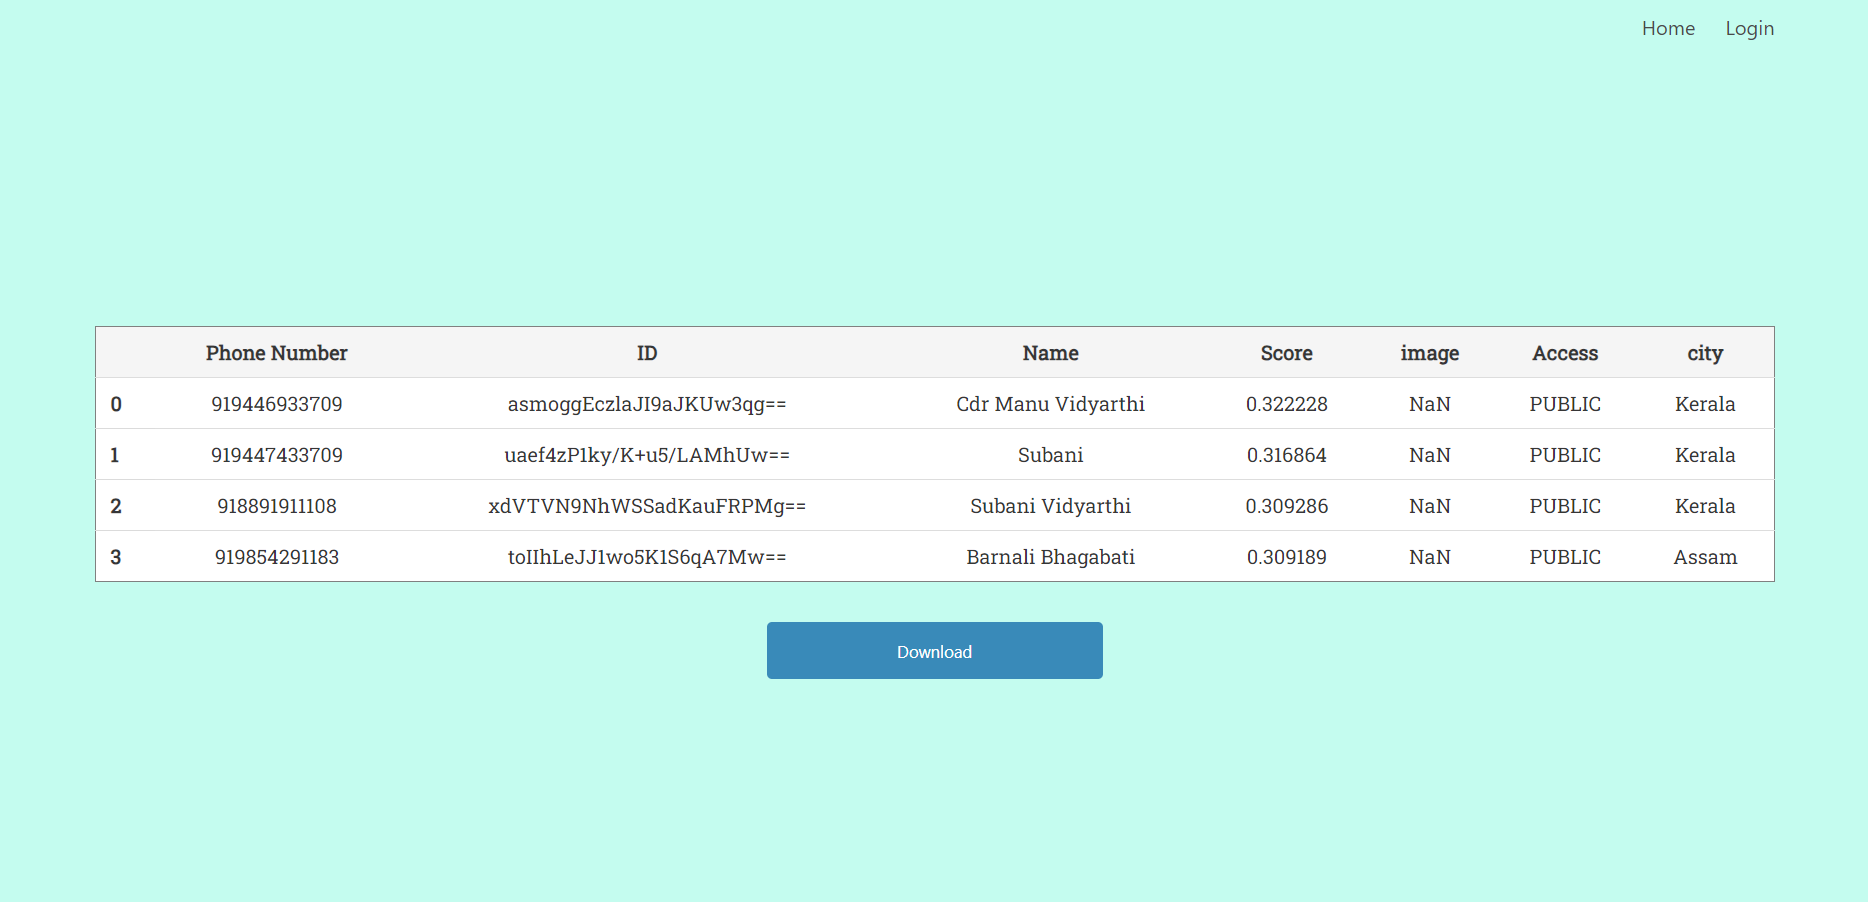 Home Login
Phone Number ID Name Score image Access city
0 919446933709 asmoggEczlaJI9aJKUw3qg== Cdr Manu Vidyarthi 0.322228 NaN PUBLIC Kerala
1 919447433709 uaef4zP1ky/K+u5/LAMhUw== Subani 0.316864 NaN PUBLIC Kerala
2 918891911108 xdVTVN9NhWSSadKauFRPMg== Subani Vidyarthi 0.309286 NaN PUBLIC Kerala
3 919854291183 toIIhLeJJ1wo5K1S6qA7Mw== Barnali Bhagabati 0.309189 NaN PUBLIC Assam
Download